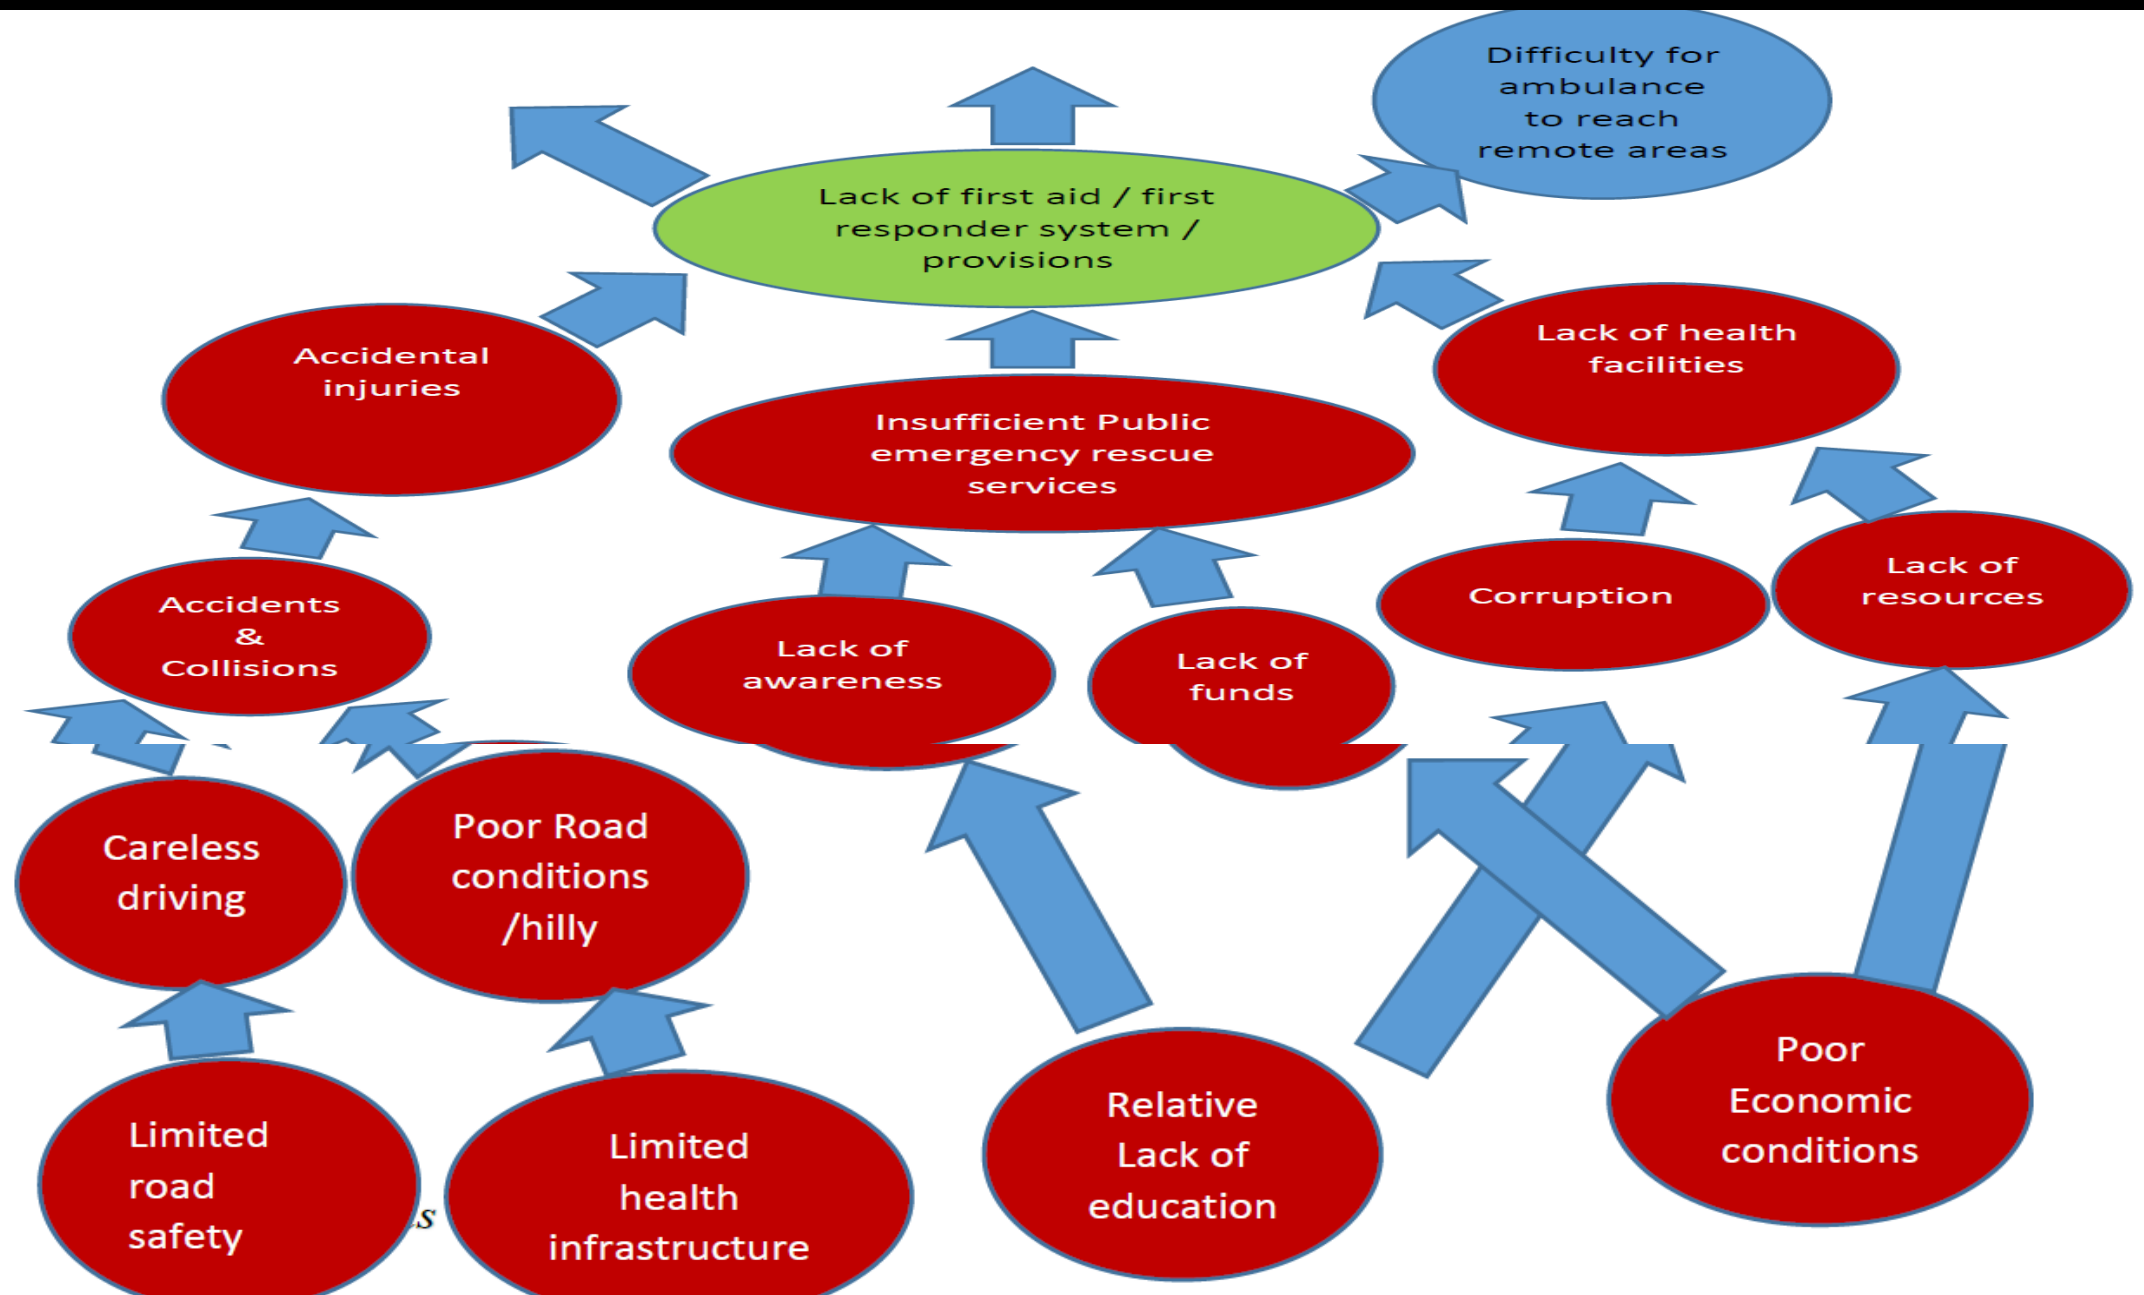 Difficulty for
ambulance
to reach
remote areas
Lack of first aid / first
responder system /
provisions
Accidental
injuries
Insufficient Public
emergency rescue
services
Lack of health
facilities
Accidents
&
Collisions
Lack of
awareness
Lack of
funds
Corruption
Lack of
resources
Careless
driving
Poor Road
conditions
/hilly
Limited
road
safety
Limited
health
infrastructure
Relative
Lack of
education
Poor
Economic
conditions